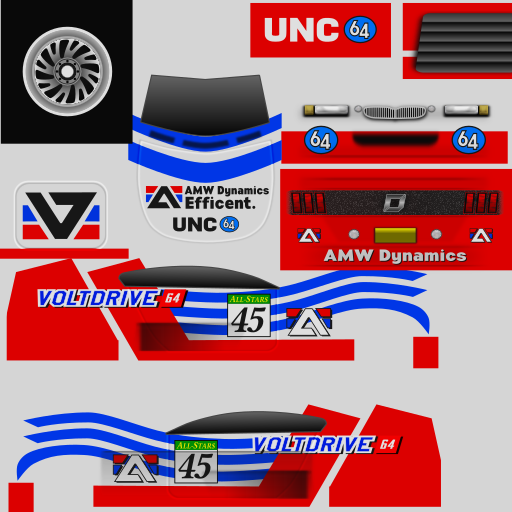 UNC 64
64 64
AMW Dynamics
Efficent.
UNC 64
D
AMW Dynamics
VOLTDRIVE 64
ALL-STARS
45
VOLTDRIVE 64
ALL-STARS
45